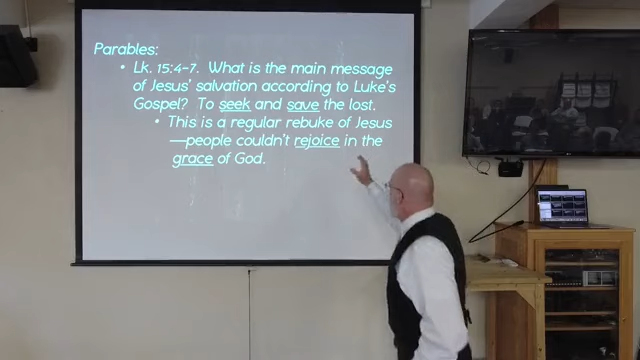 Parables:
• Lk. 15:4-7. What is the main message
of Jesus' salvation according to Luke's
Gospel? To seek and save the lost.
• This is a regular rebuke of Jesus
—people couldn't rejoice in the
grace of God.